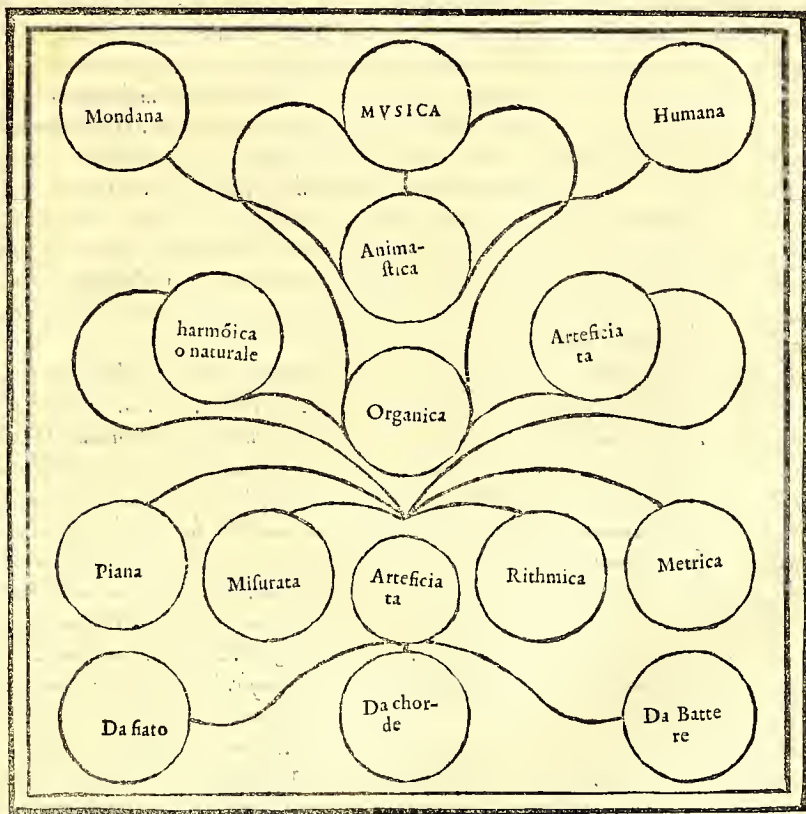 Mondana
MVSICA
Humana
Anima-
ſtica
harmõica
o naturale
Arteficia
ta
Organica
Piana
Miſurata
Arteficia
ta
Rithmica
Metrica
Da fiato
Da chor-
de
Da Batte
re